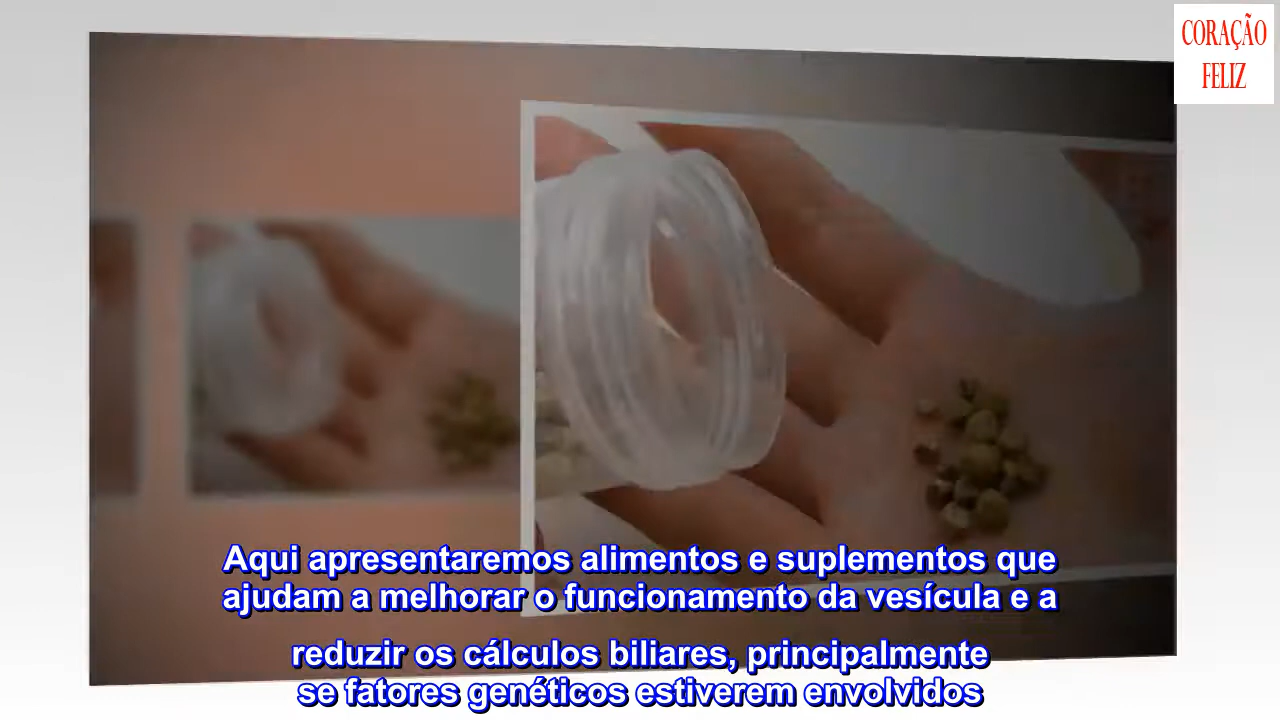 CORAÇÃO
FELIZ
Aqui apresentaremos alimentos e suplementos que
ajudam a melhorar o funcionamento da vesícula e a
reduzir os cálculos biliares, principalmente
se fatores genéticos estiverem envolvidos